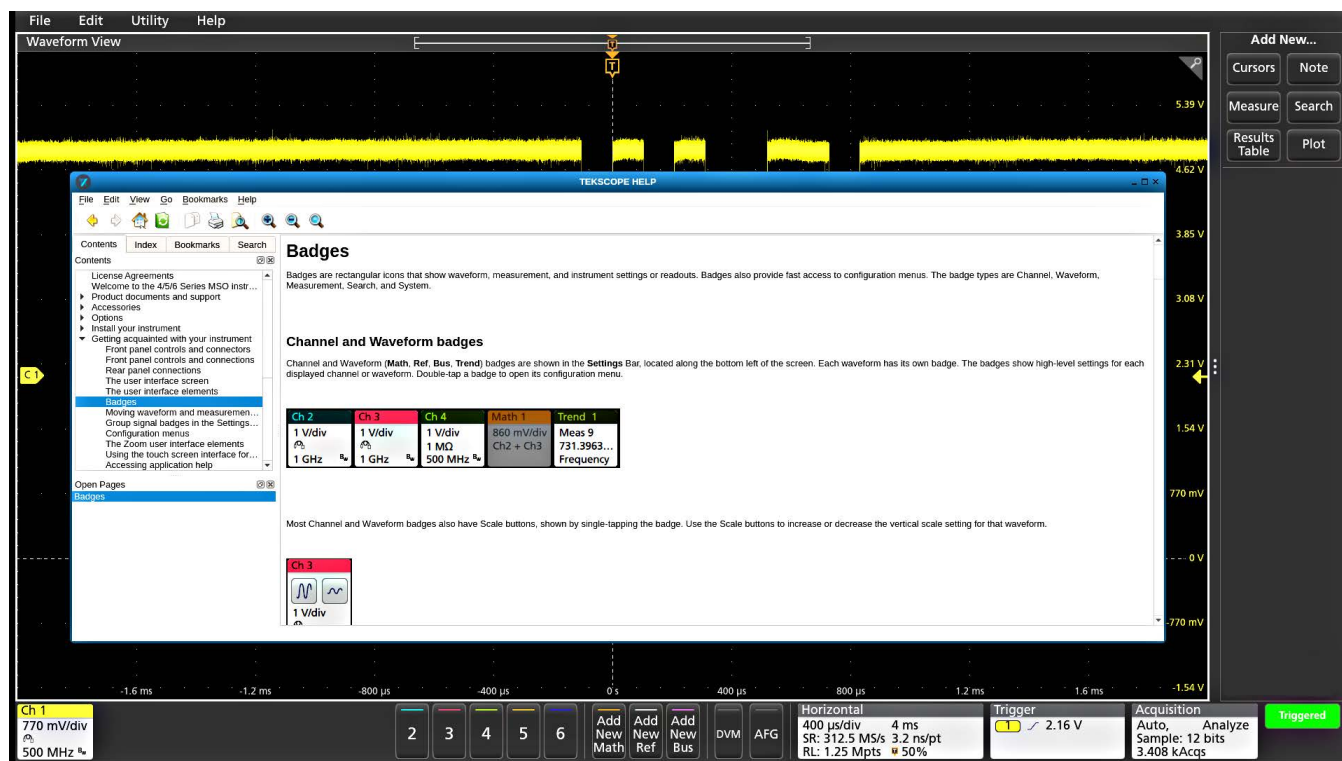 File Edit Utility Help
Waveform View
T
T
5.39 V
4.62 V
3.85 V
3.08 V
2.31 V
1.54 V
770 mV
0 V
-770 mV
-1.54 V
C 1
TEKSCOPE HELP
File Edit View Go Bookmarks Help
Contents Index Bookmarks Search
Contents
License Agreements
Welcome to the 4/5/6 Series MSO instr...
Product documents and support
Accessories
Options
Install your instrument
Getting acquainted with your instrument
Front panel controls and connectors
Front panel controls and connections
Rear panel connections
The user interface screen
The user interface elements
Badges
Moving waveform and measuremen...
Group signal badges in the Settings...
Configuration menus
The Zoom user interface elements
Using the touch screen interface for...
Accessing application help
Open Pages
Badges
Badges
Badges are rectangular icons that show waveform, measurement, and instrument settings or readouts. Badges also provide fast access to configuration menus. The badge types are Channel, Waveform,
Measurement, Search, and System.
Channel and Waveform badges
Channel and Waveform (Math, Ref, Bus, Trend) badges are shown in the Settings Bar, located along the bottom left of the screen. Each waveform has its own badge. The badges show high-level settings for each
displayed channel or waveform. Double-tap a badge to open its configuration menu.
Ch 2 Ch 3 Ch 4 Math 1 Trend 1
1 V/div 1 V/div 1 V/div 860 mV/div Meas 9
1 MΩ Ch2 + Ch3 731.3963...
1 GHz Bw 1 GHz Bw 500 MHz Bw Frequency
Most Channel and Waveform badges also have Scale buttons, shown by single-tapping the badge. Use the Scale buttons to increase or decrease the vertical scale setting for that waveform.
Ch 3
1 V/div
-1.6 ms -1.2 ms -800 µs -400 µs 0 s 400 µs 800 µs 1.2 ms 1.6 ms
Add New...
Cursors Note
Measure Search
Results Table Plot
Ch 1
770 mV/div
500 MHz Bw
2 3 4 5 6
Add New Math
Add New Ref
Add New Bus
DVM AFG
Horizontal
400 µs/div 4 ms
SR: 312.5 MS/s 3.2 ns/pt
RL: 1.25 Mpts 50%
Trigger
1 2.16 V
Acquisition
Auto, Analyze
Sample: 12 bits
3.408 kAcqs
Triggered